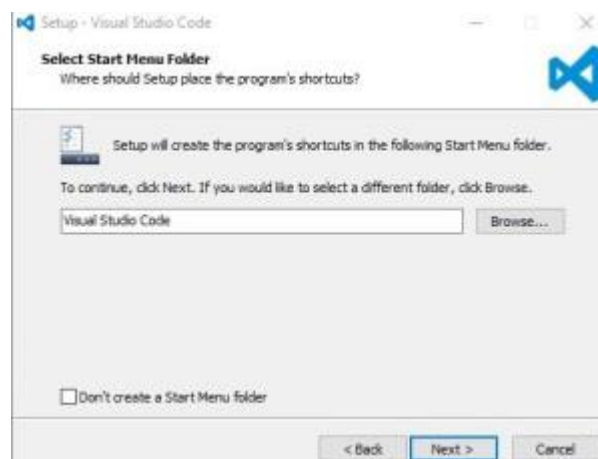 Setup - Visual Studio Code
Select Start Menu Folder
Where should Setup place the program's shortcuts?
Setup will create the program's shortcuts in the following Start Menu folder.
To continue, click Next. If you would like to select a different folder, click Browse.
Visual Studio Code Browse...
Don't create a Start Menu folder
< Back Next > Cancel